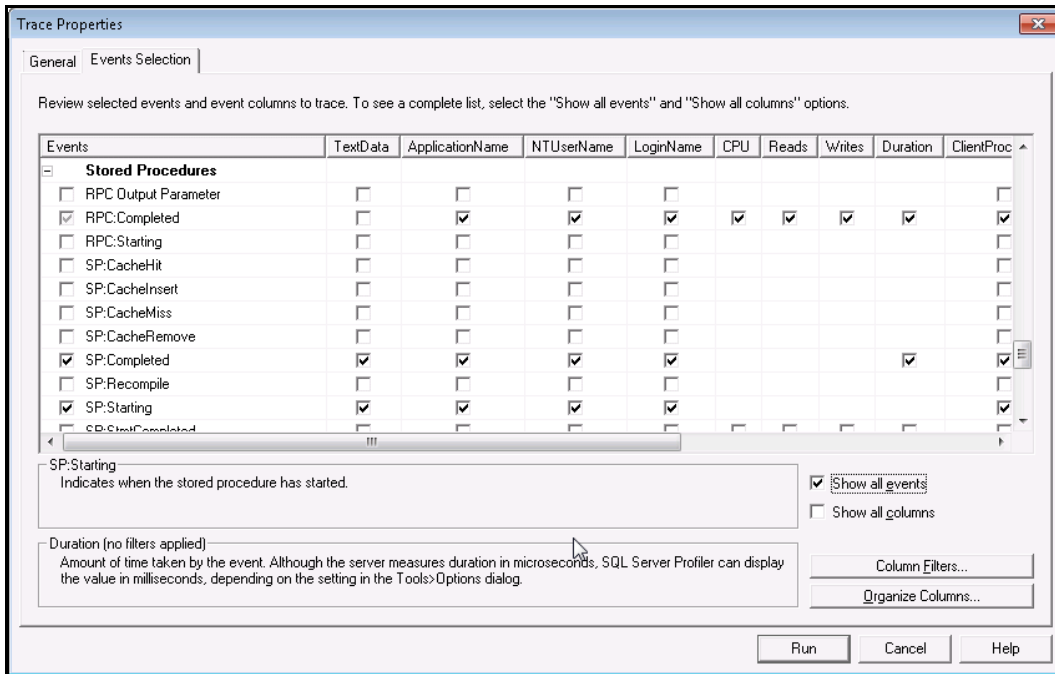 Trace Properties
General Events Selection
Review selected events and event columns to trace. To see a complete list, select the "Show all events" and "Show all columns" options.
Events TextData ApplicationName NTUserName LoginName CPU Reads Writes Duration ClientProc
Stored Procedures
RPC Output Parameter
RPC:Completed
RPC:Starting
SP:CacheHit
SP:CacheInsert
SP:CacheMiss
SP:CacheRemove
SP:Completed
SP:Recompile
SP:Starting
SP:StmtCompleted
SP:Starting
Indicates when the stored procedure has started.
Show all events
Show all columns
Duration (no filters applied)
Amount of time taken by the event. Although the server measures duration in microseconds, SQL Server Profiler can display
the value in milliseconds, depending on the setting in the Tools>Options dialog.
Column Filters...
Organize Columns...
Run Cancel Help